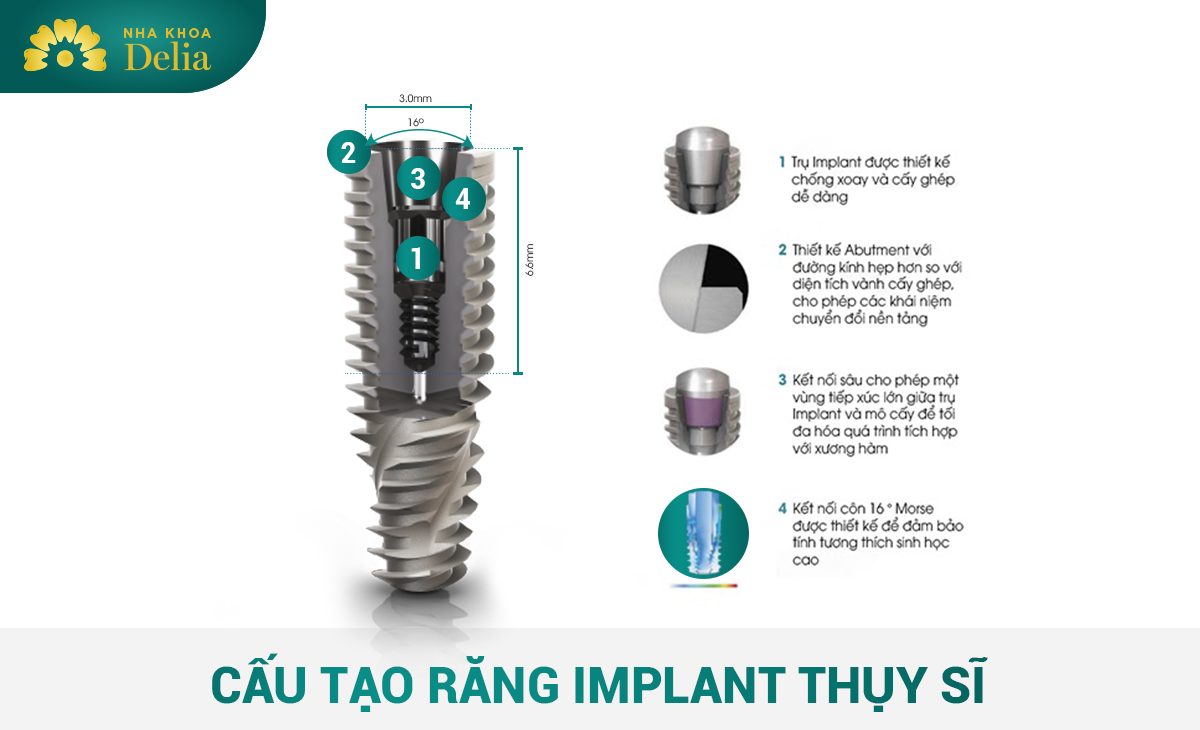 NHA KHOA
Delia
3.0mm
16º
2
3
4
1
6.6mm
1 Trụ Implant được thiết kế
chống xoay và cấy ghép
dễ dàng
2 Thiết kế Abutment với
đường kính hẹp hơn so với
diện tích vành cấy ghép,
cho phép các khái niệm
chuyển đổi nền tảng
3 Kết nối sâu cho phép một
vùng tiếp xúc lớn giữa trụ
Implant và mô cấy để tối
đa hóa quá trình tích hợp
với xương hàm
4 Kết nối côn 16 º Morse
được thiết kế để đảm bảo
tính tương thích sinh học
cao
CẤU TẠO RĂNG IMPLANT THỤY SĨ